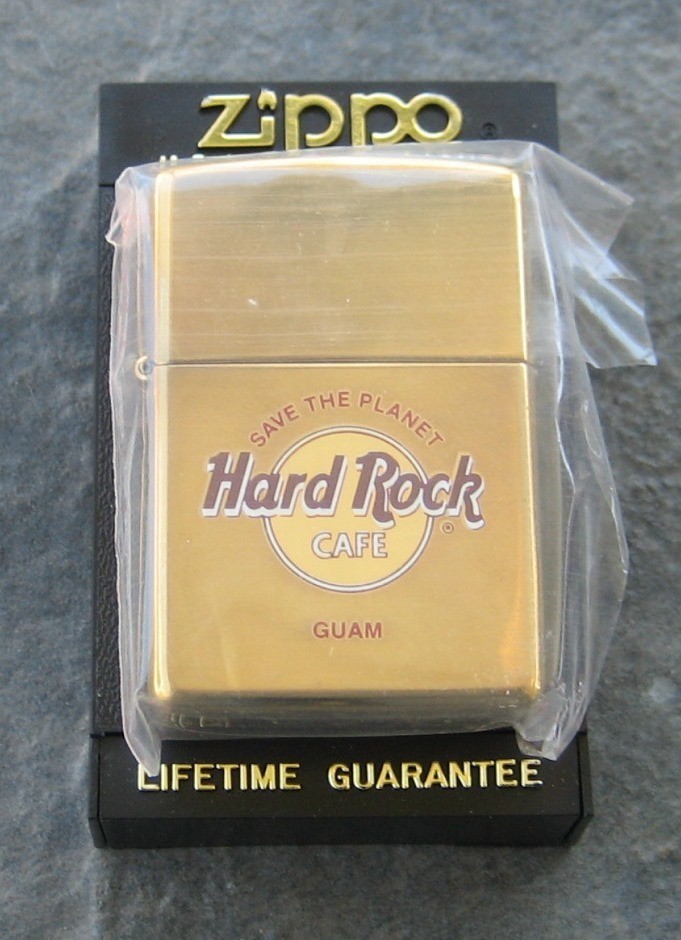 Zippo
SAVE THE PLANET
Hard Rock
®
CAFE
GUAM
LIFETIME GUARANTEE